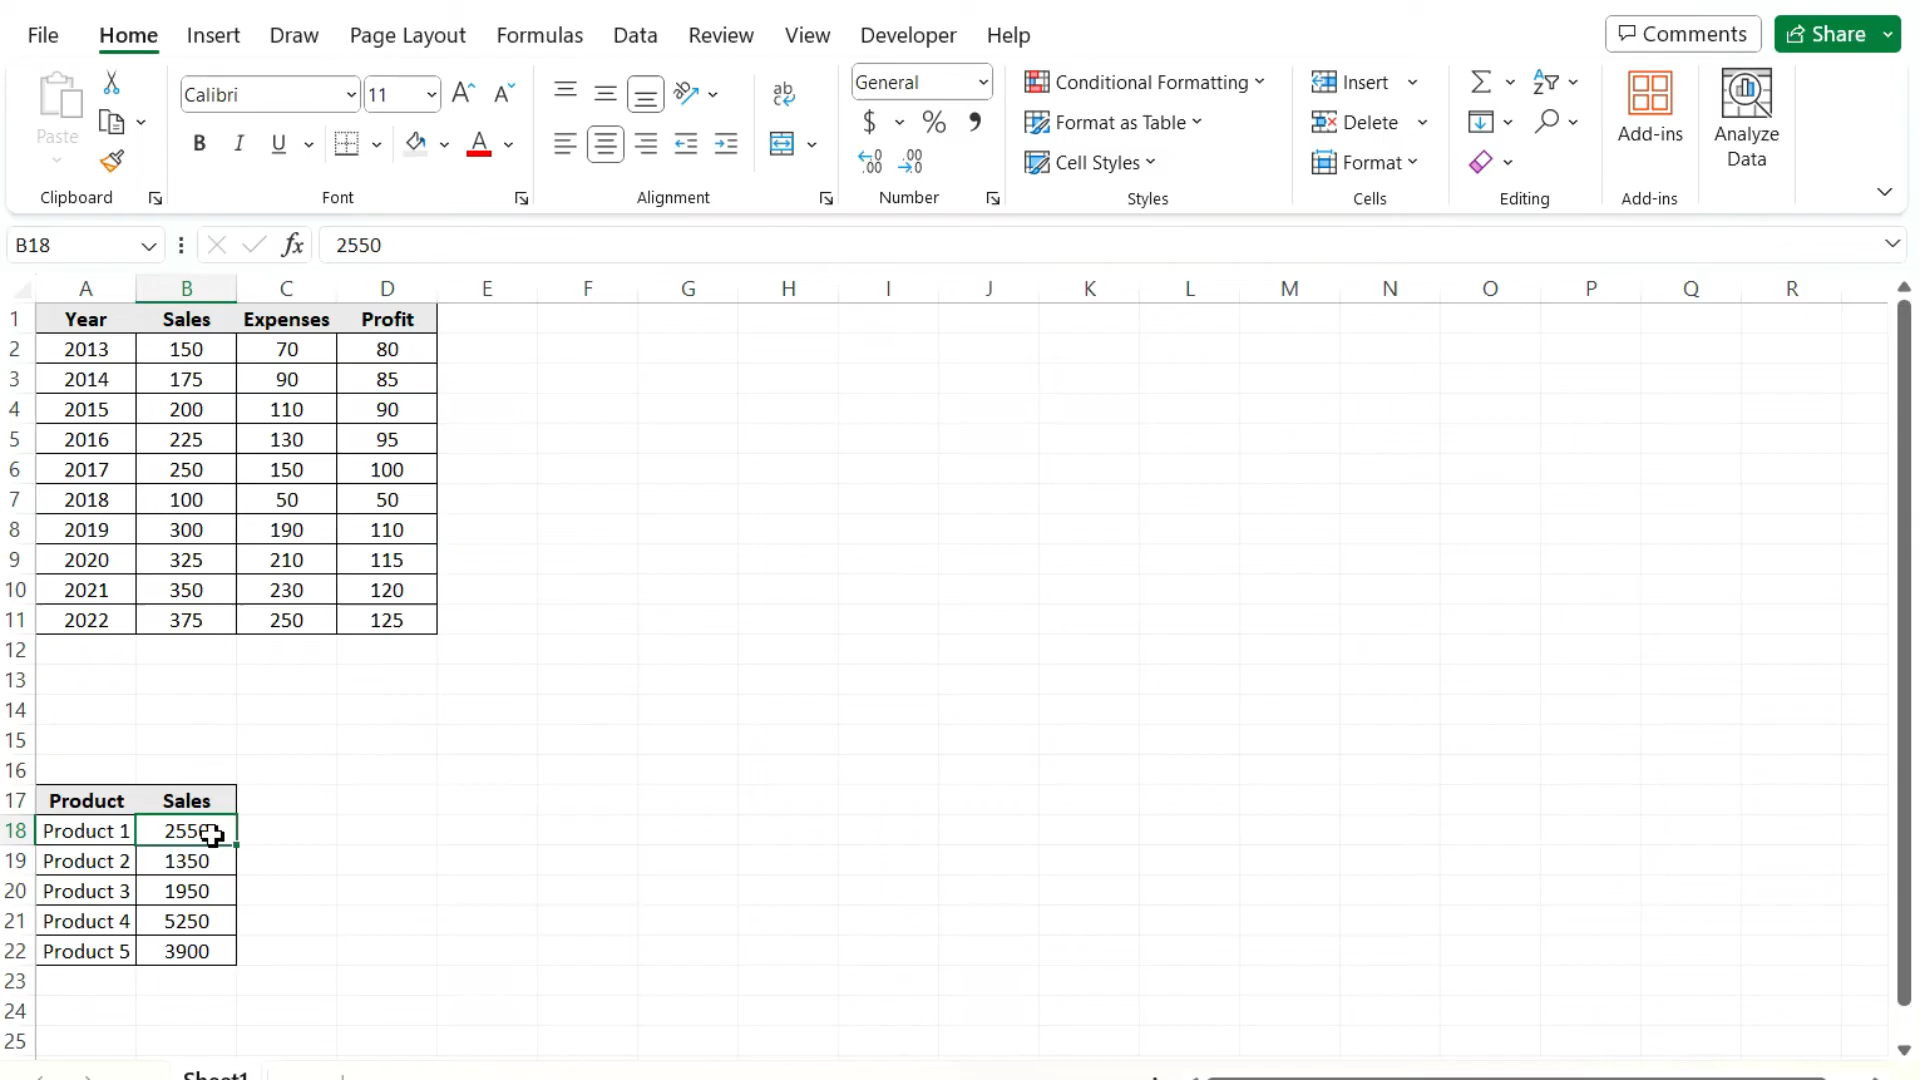 File Home Insert Draw Page Layout Formulas Data Review View Developer Help Comments Share
Calibri 11 General Conditional Formatting Insert
Paste $ % Format as Table Delete Add-ins Analyze Data
B I U A Cell Styles Format
Clipboard Font Alignment Number Styles Cells Editing Add-ins
B18 fx 2550
A B C D E F G H I J K L M N O P Q R
1 Year Sales Expenses Profit
2 2013 150 70 80
3 2014 175 90 85
4 2015 200 110 90
5 2016 225 130 95
6 2017 250 150 100
7 2018 100 50 50
8 2019 300 190 110
9 2020 325 210 115
10 2021 350 230 120
11 2022 375 250 125
12
13
14
15
16
17 Product Sales
18 Product 1 2550
19 Product 2 1350
20 Product 3 1950
21 Product 4 5250
22 Product 5 3900
23
24
25
Sheet1